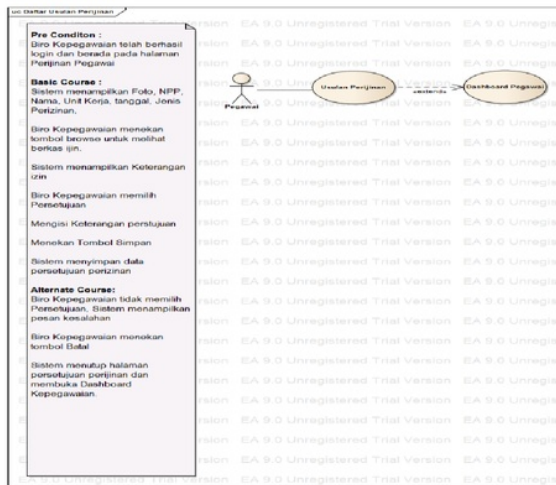 uc Daftar Usulan Perijinan
Pre Conditon :
Biro Kepegawaian telah berhasil
login dan berada pada halaman
Perijinan Pegawai
Basic Course :
Sistem menampilkan Foto, NPP,
Nama, Unit Kerja, tanggal, Jenis
Perizinan,
Biro Kepegawaian menekan
tombol browse untuk melihat
berkas ijin.
Sistem menampilkan Keterangan
izin
Biro Kepegawaian memilih
Persetujuan
Mengisi Keterangan perstujuan
Menekan Tombol Simpan
Sistem menyimpan data
persetujuan perizinan
Alternate Course:
Biro Kepegawaian tidak memilih
Persetujuan, Sistem menampilkan
pesan kesalahan
Biro Kepegawaian menekan
tombol Batal
Sistem menutup halaman
persetujuan perijinan dan
membuka Dashboard
Kepegawaian.
Pegawai
Usulan Perijinan
«extend»
Dashboard Pegawai
EA 9.0 Unregistered Trial Version